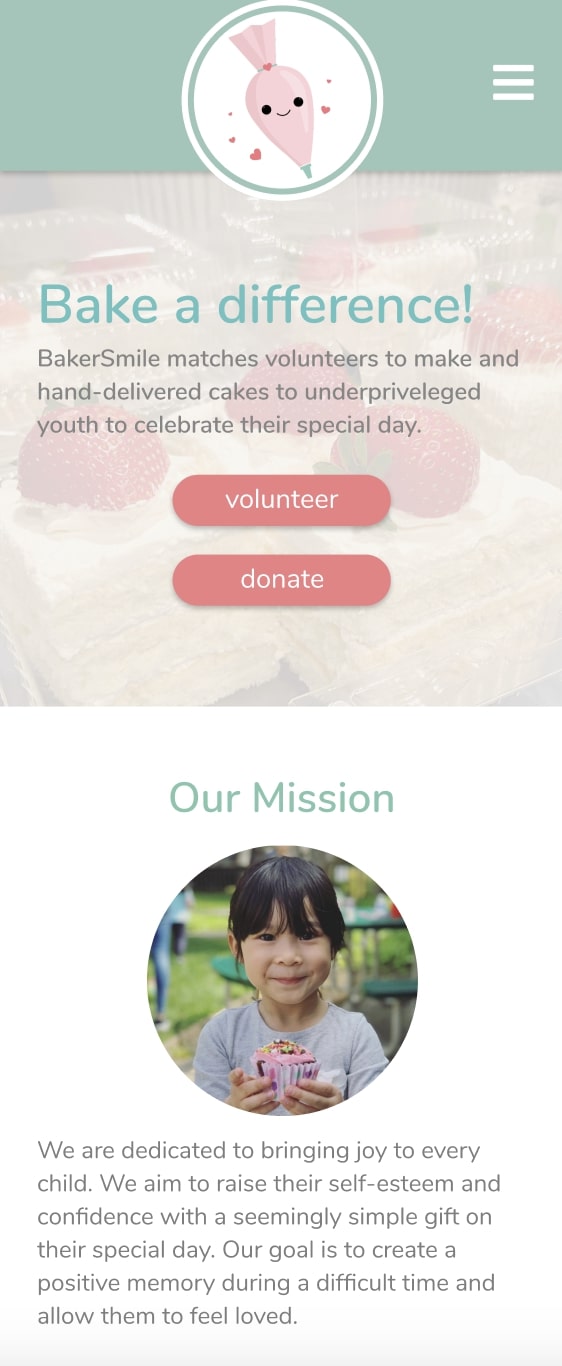 Bake a difference!
BakerSmile matches volunteers to make and
hand-delivered cakes to underpriveleged
youth to celebrate their special day.
volunteer
donate
Our Mission
We are dedicated to bringing joy to every
child. We aim to raise their self-esteem and
confidence with a seemingly simple gift on
their special day. Our goal is to create a
positive memory during a difficult time and
allow them to feel loved.